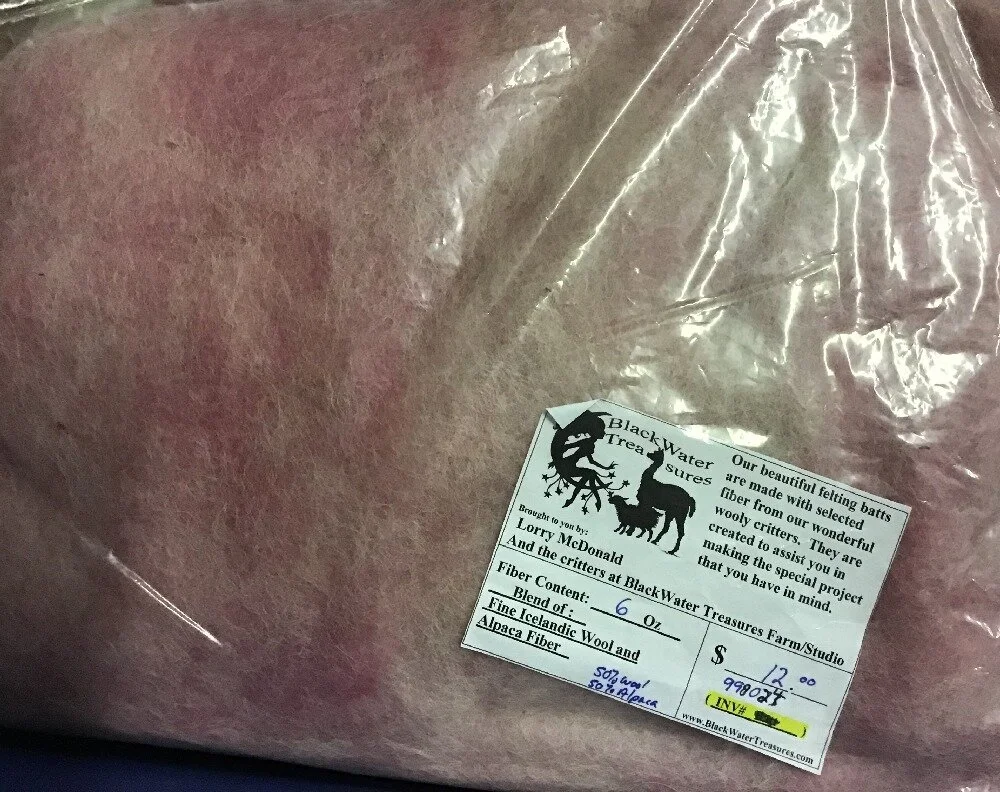 BlackWater
Treasures
Our beautiful felting batts
are made with selected
fiber from our wonderful
wooly critters. They are
created to assist you in
making the special project
that you have in mind.
Brought to you by:
Lorry McDonald
And the critters at BlackWater Treasures Farm/Studio
Fiber Content: 6 Oz
Blend of :
Fine Icelandic Wool and
Alpaca Fiber
50% wool
50% Alpaca
$ 12.00
998024
(INV# )
www.BlackWaterTreasures.com